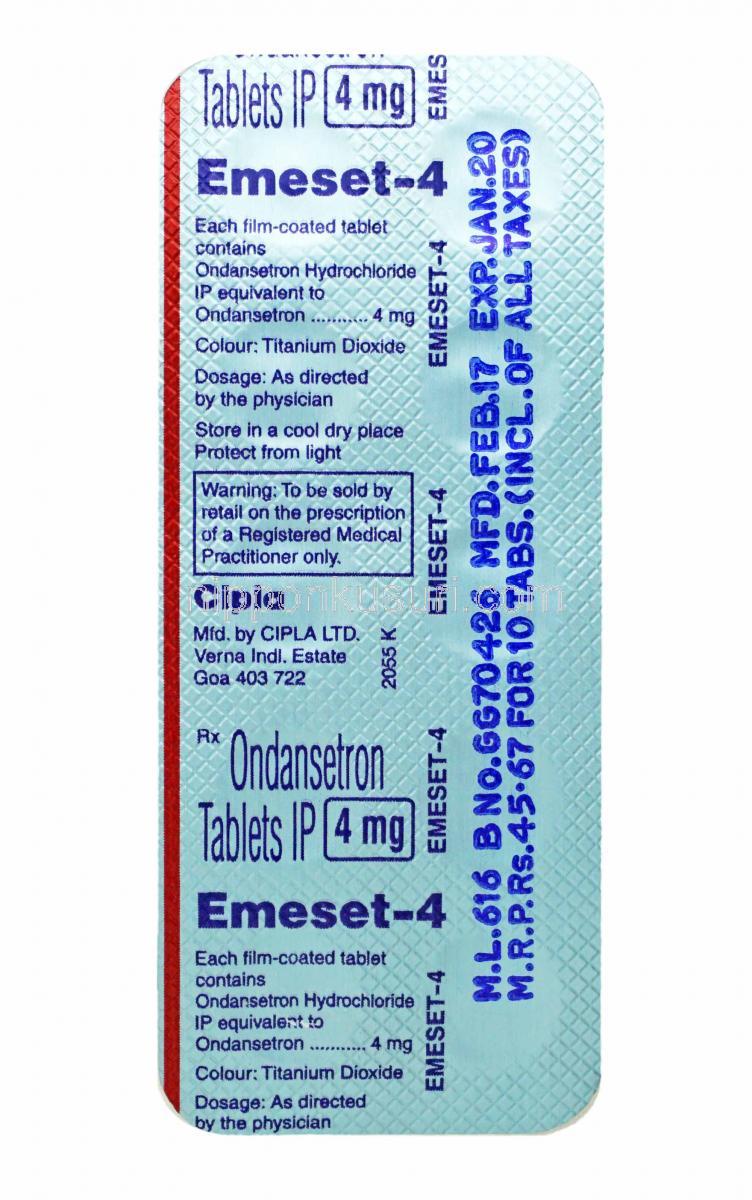 Tablets IP 4 mg
Emeset-4
Each film-coated tablet
contains
Ondansetron Hydrochloride
IP equivalent to
Ondansetron ........... 4 mg
Colour: Titanium Dioxide
Dosage: As directed
by the physician
Store in a cool dry place
Protect from light
Warning: To be sold by
retail on the prescription
of a Registered Medical
Practitioner only.
Cipla
nipponkusuri.com
Mfd. by CIPLA LTD.
Verna Indl. Estate
Goa 403 722
2055 K
Rx
Ondansetron
Tablets IP 4 mg
Emeset-4
Each film-coated tablet
contains
Ondansetron Hydrochloride
IP equivalent to
Ondansetron ........... 4 mg
Colour: Titanium Dioxide
Dosage: As directed
by the physician
EMES
EMESET-4
EMESET-4
EMESET-4
EMESET-4
M.L.616 B NO.GG70426 MFD.FEB.17 EXP.JAN.20
M.R.P.Rs.45.67 FOR 10 TABS.(INCL.OF ALL TAXES)